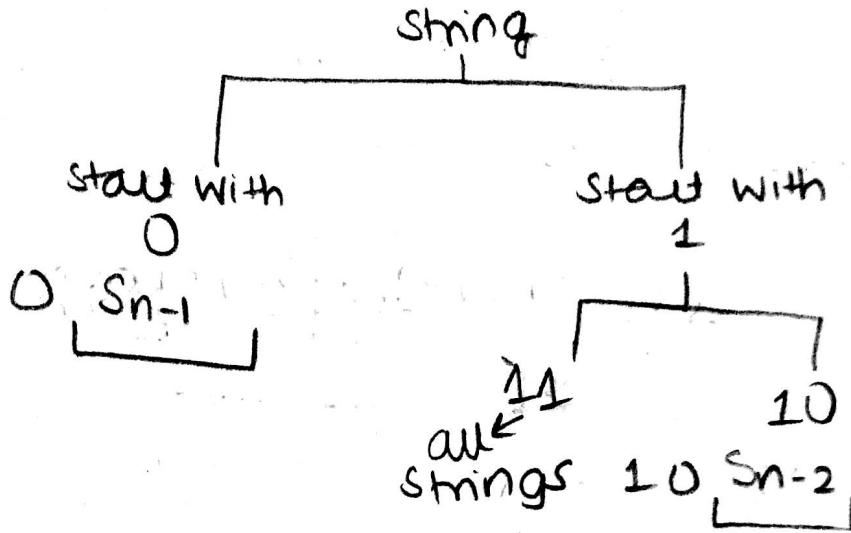 string
start with
0
0 Sn-1
start with
1
11
all
strings
10
10 Sn-2